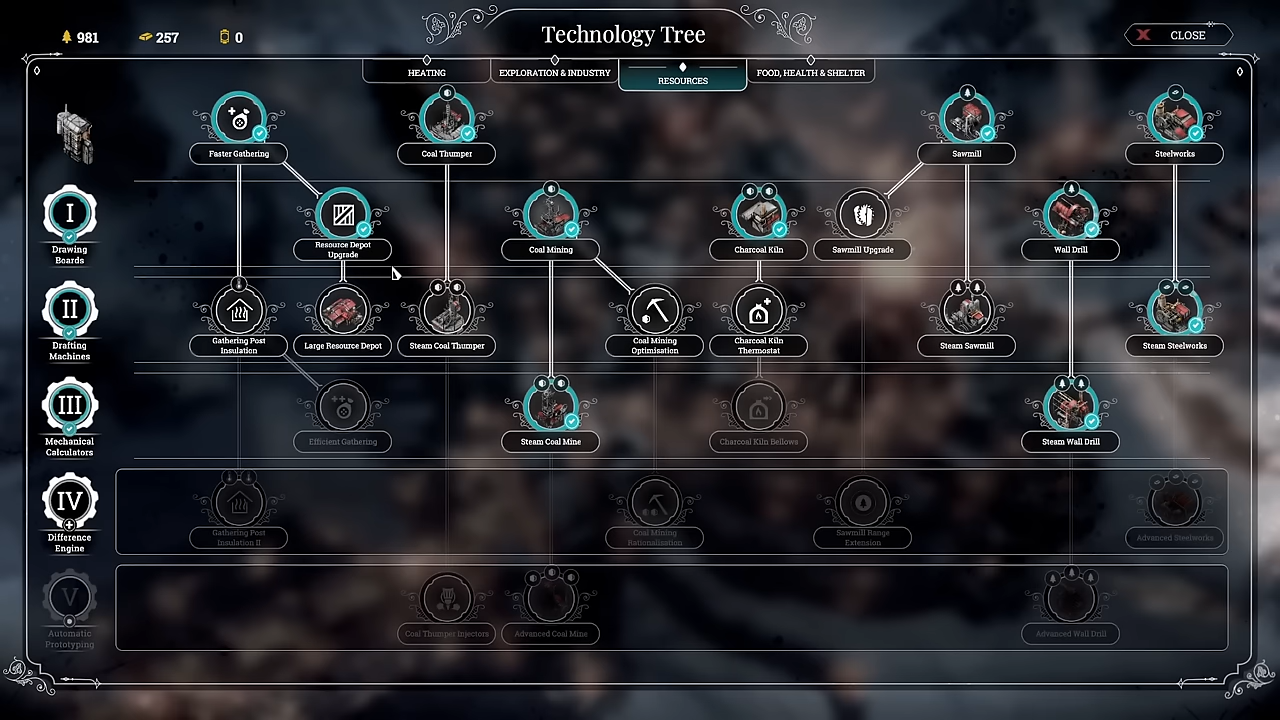 981 257 0
Technology Tree
CLOSE
HEATING
EXPLORATION & INDUSTRY
RESOURCES
FOOD, HEALTH & SHELTER
Faster Gathering
Coal Thumper
Sawmill
Steelworks
I
Drawing
Boards
Resource Depot
Upgrade
Coal Mining
Charcoal Kiln
Sawmill Upgrade
Wall Drill
II
Drafting
Machines
Gathering Post
Insulation
Large Resource Depot
Steam Coal Thumper
Coal Mining
Optimisation
Charcoal Kiln
Thermostat
Steam Sawmill
Steam Steelworks
III
Mechanical
Calculators
Efficient Gathering
Steam Coal Mine
Charcoal Kiln Bellows
Steam Wall Drill
IV
Difference
Engine
Gathering Post
Insulation II
Coal Mining
Rationalisation
Sawmill Range
Extension
Advanced Steelworks
V
Automatic
Prototyping
Coal Thumper Injectors
Advanced Coal Mine
Advanced Wall Drill